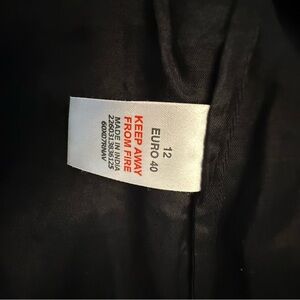 12
EURO 40
KEEP AWAY
FROM FIRE
MADE IN INDIA